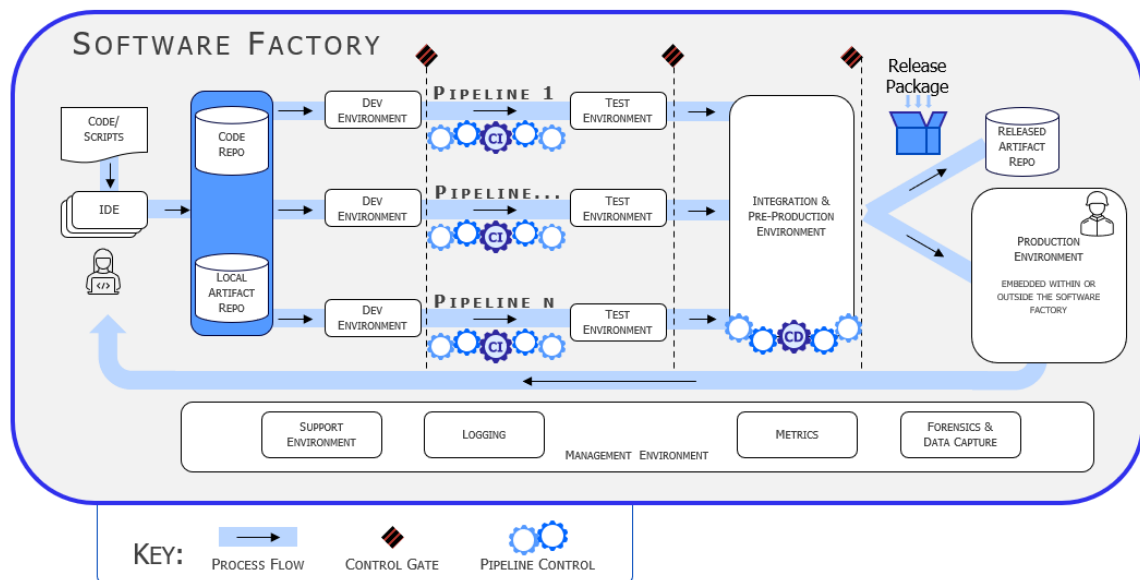 SOFTWARE FACTORY
CODE/
SCRIPTS
IDE
</>
CODE
REPO
LOCAL
ARTIFACT
REPO
DEV
ENVIRONMENT
PIPELINE 1
CI
TEST
ENVIRONMENT
DEV
ENVIRONMENT
PIPELINE...
CI
TEST
ENVIRONMENT
DEV
ENVIRONMENT
PIPELINE N
CI
TEST
ENVIRONMENT
INTEGRATION &
PRE-PRODUCTION
ENVIRONMENT
CD
Release
Package
RELEASED
ARTIFACT
REPO
PRODUCTION
ENVIRONMENT
EMBEDDED WITHIN OR
OUTSIDE THE SOFTWARE
FACTORY
SUPPORT
ENVIRONMENT
LOGGING
METRICS
FORENSICS &
DATA CAPTURE
MANAGEMENT ENVIRONMENT
KEY:
PROCESS FLOW
CONTROL GATE
PIPELINE CONTROL